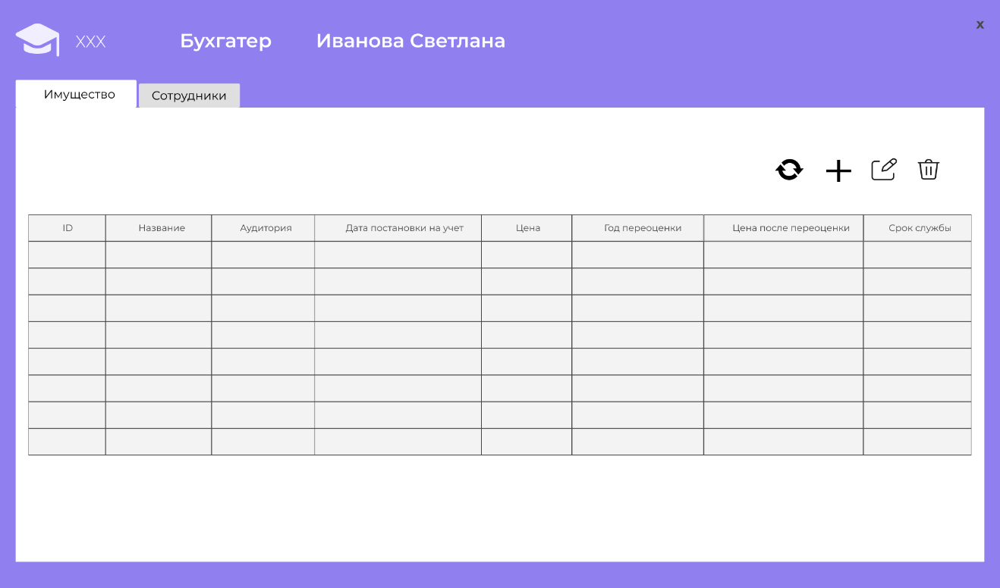 XXX Бухгатер Иванова Светлана x
Имущество Сотрудники
ID Название Аудитория Дата постановки на учет Цена Год переоценки Цена после переоценки Срок службы